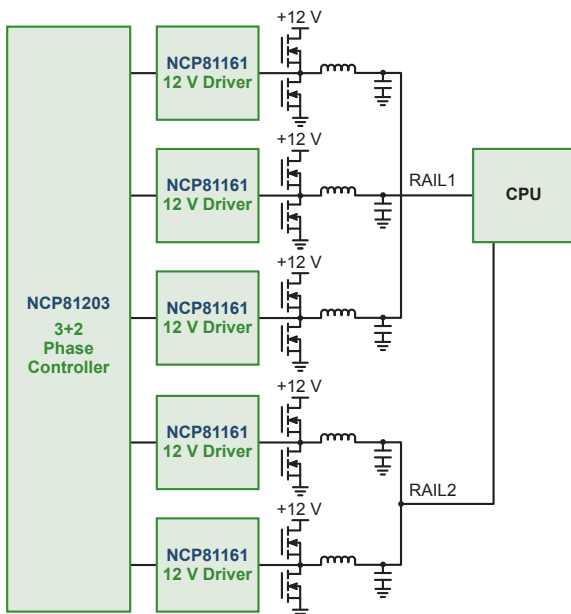 +12 V
NCP81161
12 V Driver
+12 V
NCP81161
12 V Driver
RAIL1
CPU
+12 V
NCP81203
3+2
Phase
Controller
NCP81161
12 V Driver
+12 V
NCP81161
12 V Driver
RAIL2
+12 V
NCP81161
12 V Driver